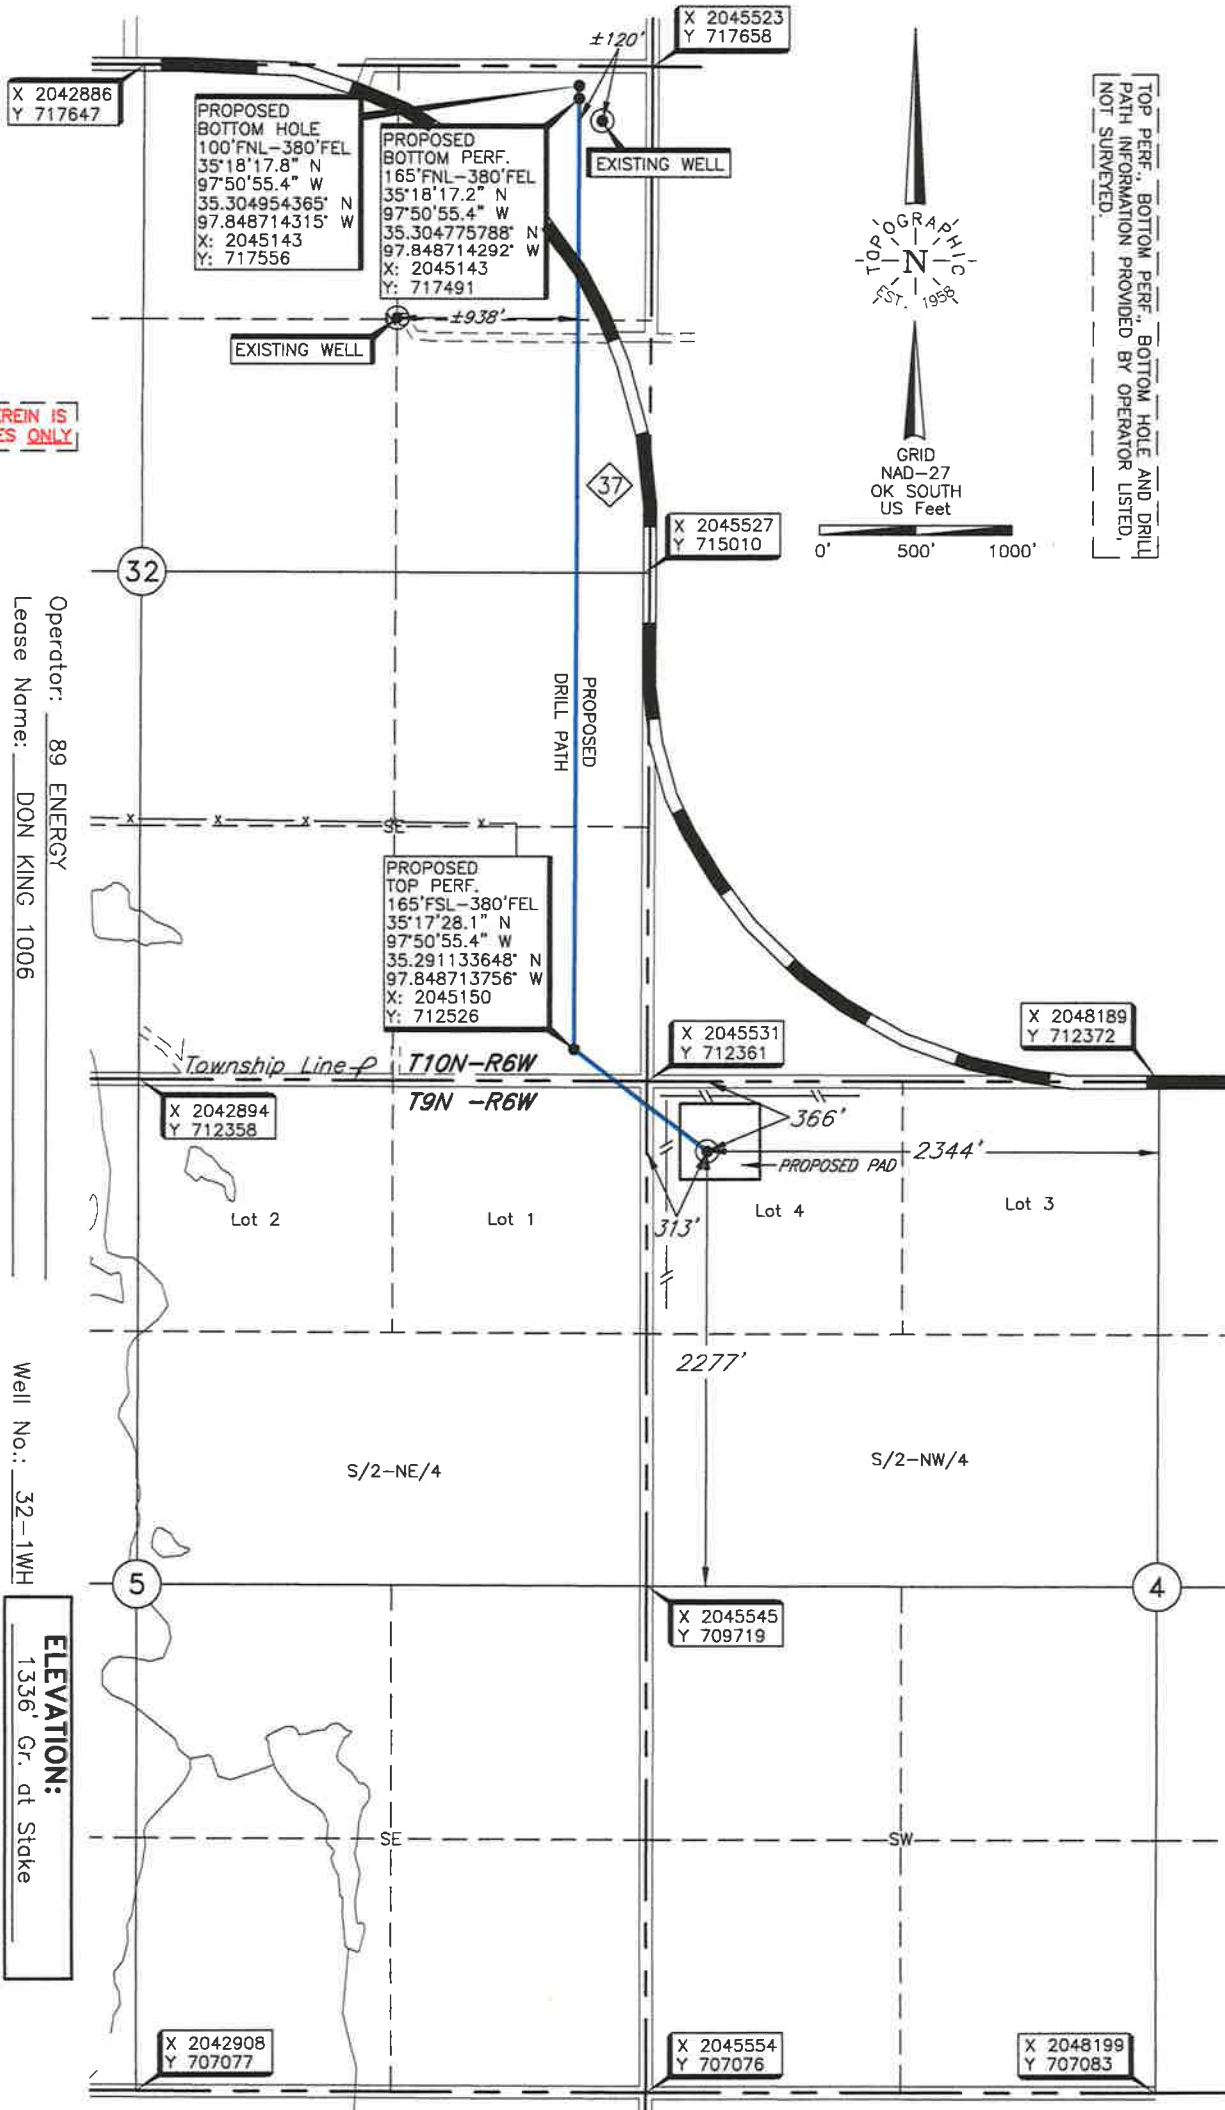 X 2045523
Y 717658
±120'
X 2042886
Y 717647
PROPOSED
BOTTOM HOLE
100'FNL-380'FEL
35°18'17.8" N
97°50'55.4" W
35.304954365° N
97.848714315° W
X: 2045143
Y: 717556
PROPOSED
BOTTOM PERF.
165'FNL-380'FEL
35°18'17.2" N
97°50'55.4" W
35.304775788° N
97.848714292° W
X: 2045143
Y: 717491
EXISTING WELL
TOP PERF., BOTTOM PERF., BOTTOM HOLE AND DRILL
PATH INFORMATION PROVIDED BY OPERATOR LISTED,
NOT SURVEYED.
TOPOGRAPHIC
N
EST. 1958
±938'
EXISTING WELL
EREIN IS
ES ONLY
GRID
NAD-27
OK SOUTH
US Feet
0' 500' 1000'
37
X 2045527
Y 715010
32
PROPOSED
DRILL PATH
Operator: 89 ENERGY
Lease Name: DON KING 1006
x x x x
SE
PROPOSED
TOP PERF.
165'FSL-380'FEL
35°17'28.1" N
97°50'55.4" W
35.291133648° N
97.848713756° W
X: 2045150
Y: 712526
X 2045531
Y 712361
X 2048189
Y 712372
Township Line
T10N-R6W
T9N -R6W
X 2042894
Y 712358
366'
2344'
PROPOSED PAD
313'
Lot 2
Lot 1
Lot 4
Lot 3
2277'
S/2-NE/4
S/2-NW/4
Well No.: 32-1WH
5
4
X 2045545
Y 709719
ELEVATION:
1336' Gr. at Stake
SE
SW
X 2042908
Y 707077
X 2045554
Y 707076
X 2048199
Y 707083